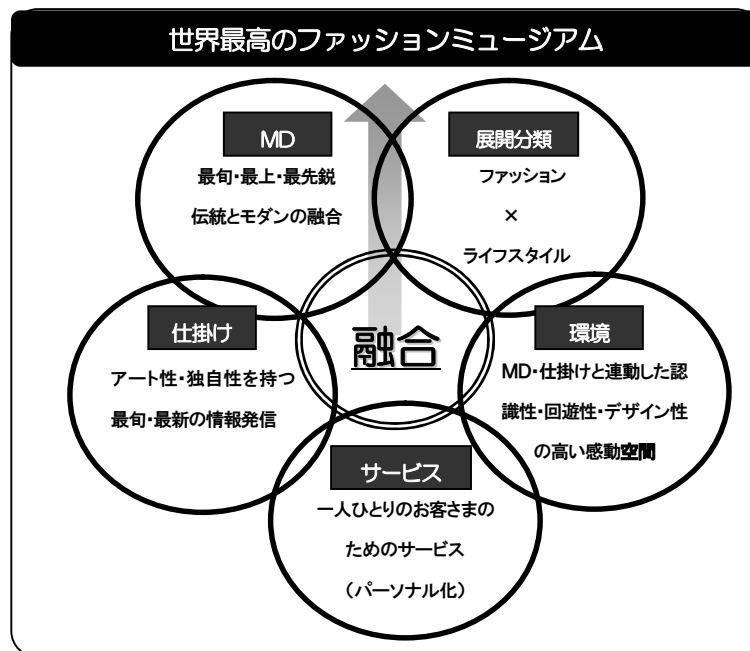 世界最高のファッションミュージアム
MD
最旬・最上・最先鋭
伝統とモダンの融合
展開分類
ファッション
×
ライフスタイル
仕掛け
アート性・独自性を持つ
最旬・最新の情報発信
融合
環境
MD・仕掛けと連動した認
識性・回遊性・デザイン性
の高い感動空間
サービス
一人ひとりのお客さまの
ためのサービス
（パーソナル化）